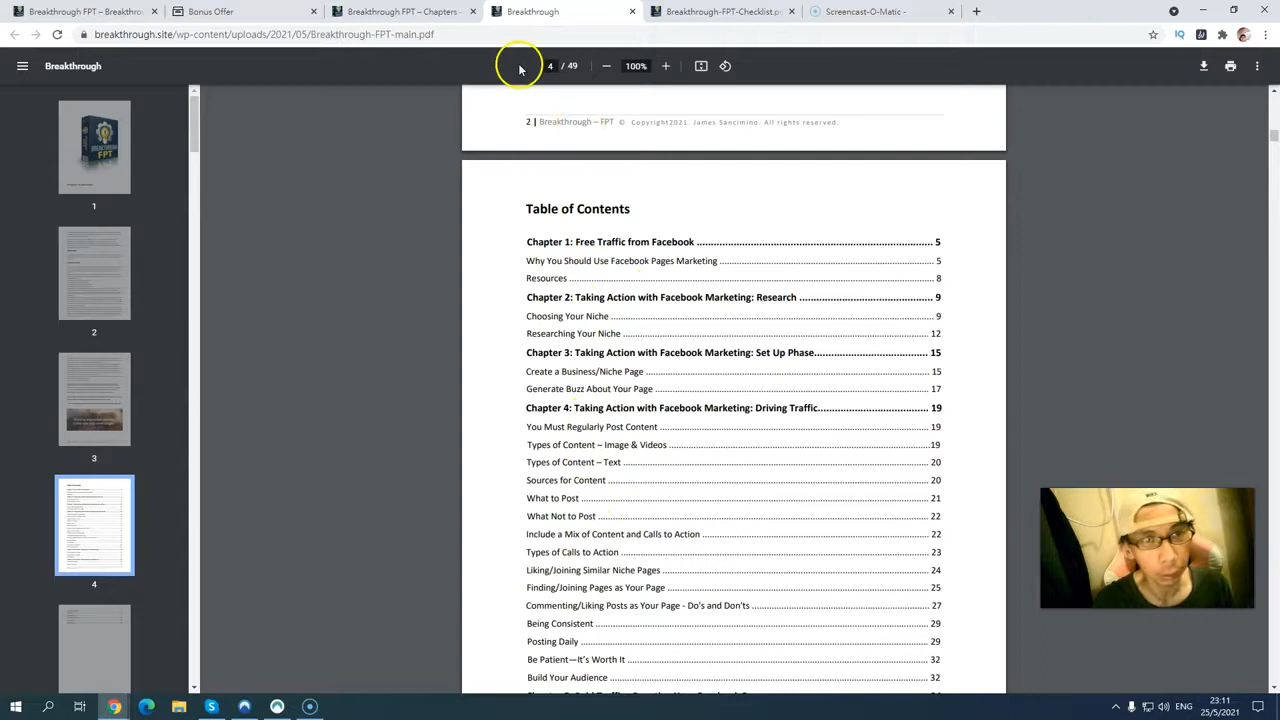 Breakthrough FPT – Breakthro
Bonus Offer
Breakthrough FPT – Chapters
Breakthrough
Breakthrough-FPT-Checklist.pd
Screencast-O-Matic -
breakthrough.site/wp-content/uploads/2021/05/Breakthrough-FPT-main.pdf
IQ
Breakthrough
4 / 49
100%
2 | Breakthrough – FPT © Copyright2021. James Sancimino. All rights reserved.
Table of Contents
Chapter 1: Free Traffic from Facebook 5
Why You Should Use Facebook Pages Marketing 5
Resources 8
Chapter 2: Taking Action with Facebook Marketing: Research 9
Choosing Your Niche 9
Researching Your Niche 12
Chapter 3: Taking Action with Facebook Marketing: Set Up Phase 15
Create a Business/Niche Page 15
Generate Buzz About Your Page 17
Chapter 4: Taking Action with Facebook Marketing: Driving Traffic 19
You Must Regularly Post Content 19
Types of Content – Image & Videos 19
Types of Content – Text 20
Sources for Content 20
What to Post 21
What Not to Post 22
Include a Mix of Content and Calls to Action 22
Types of Calls to Action 23
Liking/Joining Similar Niche Pages 24
Finding/Joining Pages as Your Page 25
Commenting/Liking Posts as Your Page - Do's and Don'ts 27
Being Consistent 29
Posting Daily 29
Be Patient—It's Worth It 32
Build Your Audience 32
1
2
3
4
ENG
23:11
25/5/2021